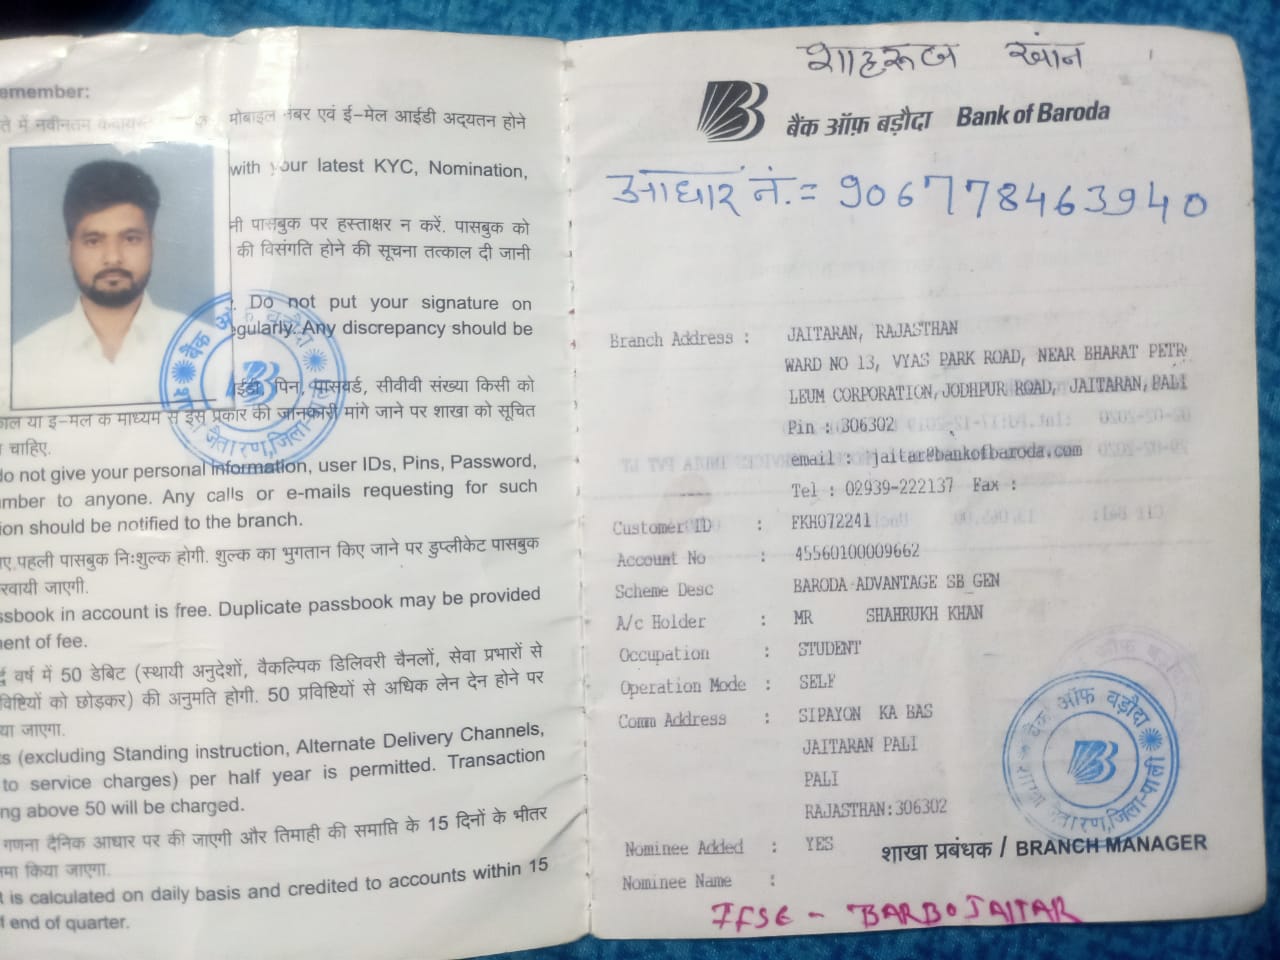 emember:
मोबाइल नंबर एवं ई-मेल आईडी अद्यतन होने
with your latest KYC, Nomination,
नी पासबुक पर हस्ताक्षर न करें. पासबुक को
की विसंगति होने की सूचना तत्काल दी जानी
. Do not put your signature on
egularly. Any discrepancy should be
ईडी, पिन, पासवर्ड, सीवीवी संख्या किसी को
काल या ई-मेल के माध्यम से इस प्रकार की जानकारी मांगे जाने पर शाखा को सूचित
चाहिए.
do not give your personal information, user IDs, Pins, Password,
mber to anyone. Any calls or e-mails requesting for such
ion should be notified to the branch.
ए पहली पासबुक निःशुल्क होगी. शुल्क का भुगतान किए जाने पर डुप्लीकेट पासबुक
रवायी जाएगी.
ssbook in account is free. Duplicate passbook may be provided
ment of fee.
वर्ष में 50 डेबिट (स्थायी अनुदेशों, वैकल्पिक डिलिवरी चैनलों, सेवा प्रभारों से
विष्टियों को छोड़कर) की अनुमति होगी. 50 प्रविष्टियों से अधिक लेन देन होने पर
या जाएगा.
s (excluding Standing instruction, Alternate Delivery Channels,
to service charges) per half year is permitted. Transaction
ng above 50 will be charged.
गणना दैनिक आधार पर की जाएगी और तिमाही की समाप्ति के 15 दिनों के भीतर
मा किया जाएगा.
t is calculated on daily basis and credited to accounts within 15
f end of quarter.
शाहरूख खांन
बैंक ऑफ़ बड़ौदा Bank of Baroda
आधार नं. = 906778463940
Branch Address : JAITARAN, RAJASTHAN
WARD NO 13, VYAS PARK ROAD, NEAR BHARAT PETR
LEUM CORPORATION,JODHPUR ROAD, JAITARAN,PALI
Pin : 306302
email : jaitar@bankofbaroda.com
Tel : 02939-222137 Fax :
Customer ID : FKH072241
Account No : 45560100009662
Scheme Desc BARODA ADVANTAGE SB GEN
A/c Holder : MR SHAHRUKH KHAN
Occupation : STUDENT
Operation Mode : SELF
Comm Address : SIPAYON KA BAS
JAITARAN PALI
PALI
RAJASTHAN:306302
Nominee Added : YES
शाखा प्रबंधक / BRANCH MANAGER
Nominee Name :
IFSE - BARB0JAITAR
बैंक ऑफ बड़ौदा
जैतारण,जिला-पाली